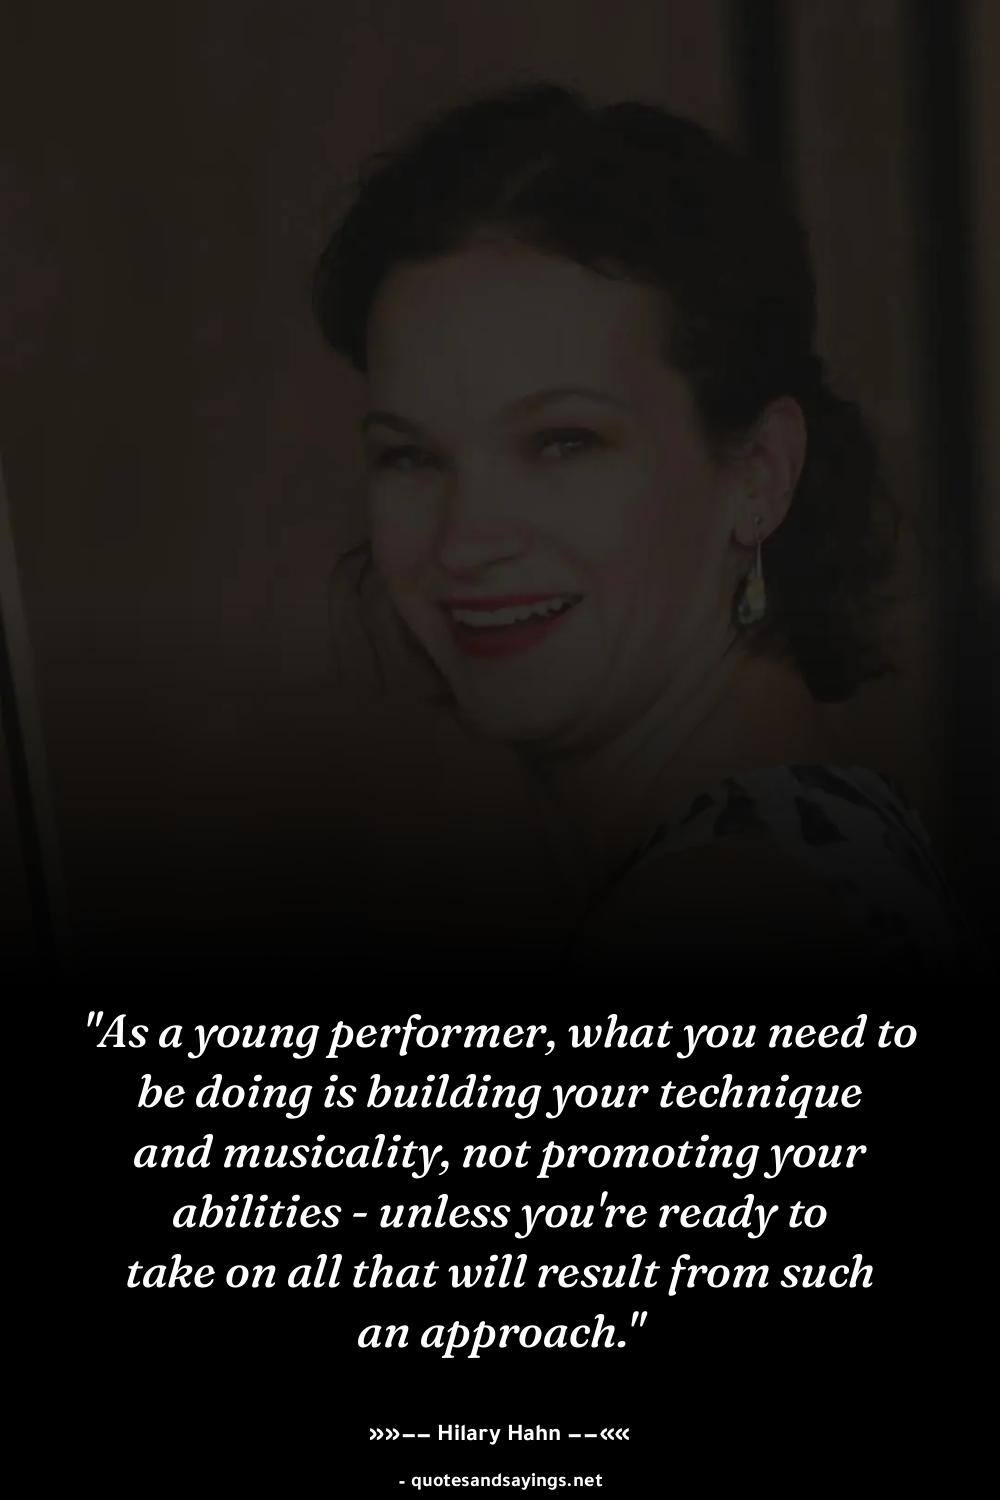 "As a young performer, what you need to
be doing is building your technique
and musicality, not promoting your
abilities - unless you're ready to
take on all that will result from such
an approach."
»»−− Hilary Hahn −−««
- quotesandsayings.net